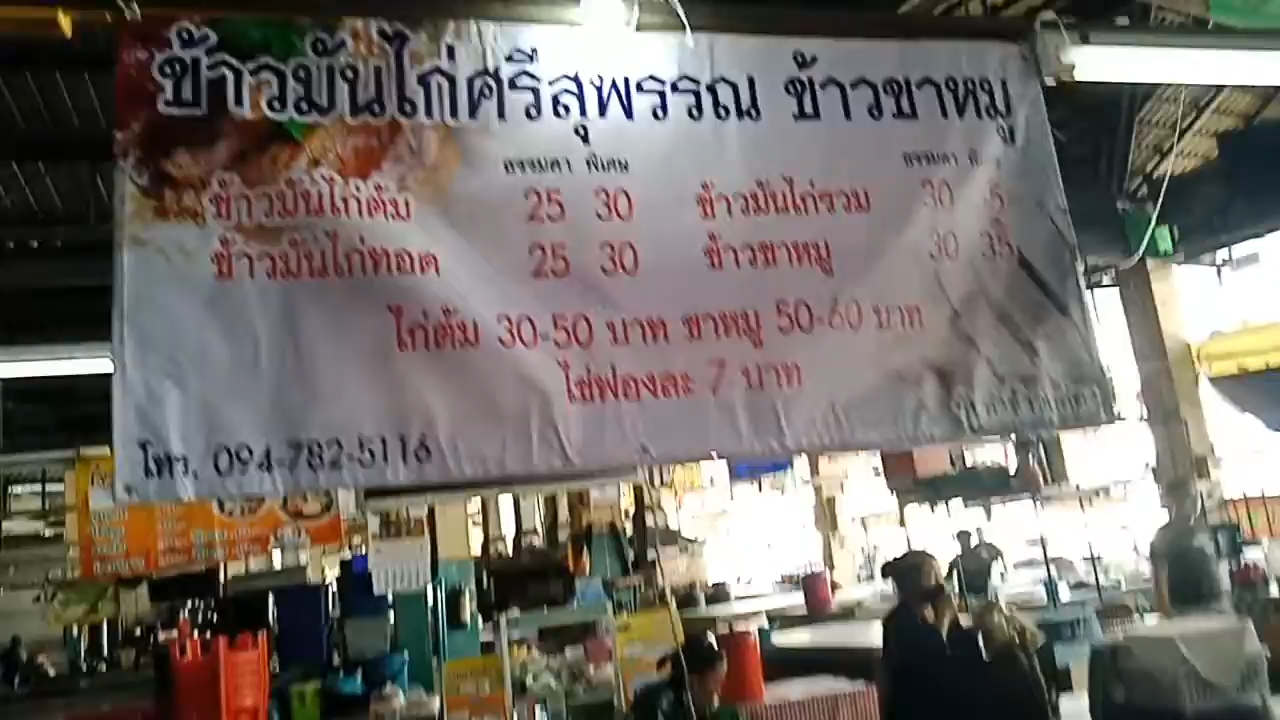 ข้าวมันไก่ศรีสุพรรณ ข้าวขาหมู
ธรรมดา พิเศษ ธรรมดา
ข้าวมันไก่ต้ม 25 30 ข้าวมันไก่รวม 30
ข้าวมันไก่ทอด 25 30 ข้าวขาหมู 30 35
ไก่ต้ม 30-50 บาท ขาหมู 50-60 บาท
ไข่ฟองละ 7 บาท
โทร. 094-782-5116